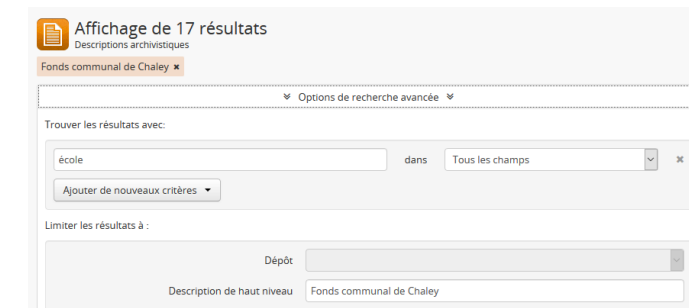 Affichage de 17 résultats
Descriptions archivistiques
Fonds communal de Chaley ×
Options de recherche avancée
Trouver les résultats avec:
école dans Tous les champs ×
Ajouter de nouveaux critères
Limiter les résultats à :
Dépôt
Description de haut niveau Fonds communal de Chaley